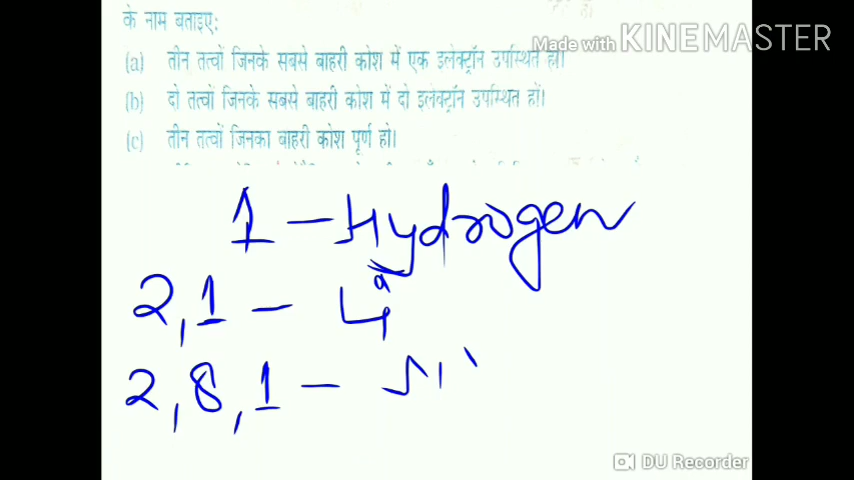 के नाम बताइए:
Made with KINEMASTER
(a) तीन तत्वों जिनके सबसे बाहरी कोश में एक इलेक्ट्रॉन उपस्थित हो।
(b) दो तत्वों जिनके सबसे बाहरी कोश में दो इलेक्ट्रॉन उपस्थित हों।
(c) तीन तत्वों जिनका बाहरी कोश पूर्ण हो।
1 - Hydrogen
2,1 -
2,8,1 -
DU Recorder